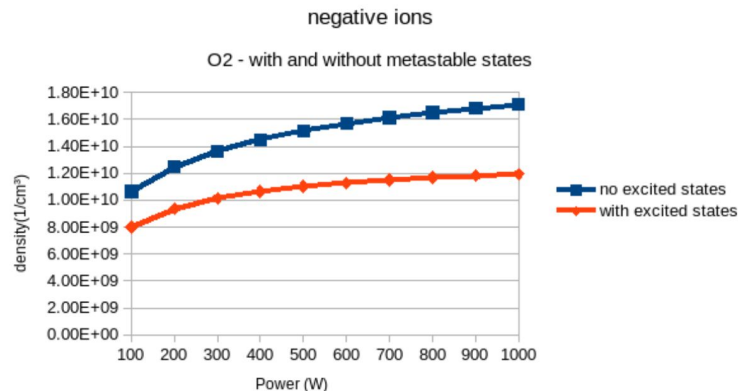 negative ions
O2 - with and without metastable states
1.80E+10
1.60E+10
1.40E+10
1.20E+10
1.00E+10
8.00E+09
6.00E+09
4.00E+09
2.00E+09
0.00E+00
density(1/cm³)
100 200 300 400 500 600 700 800 900 1000
Power (W)
no excited states
with excited states